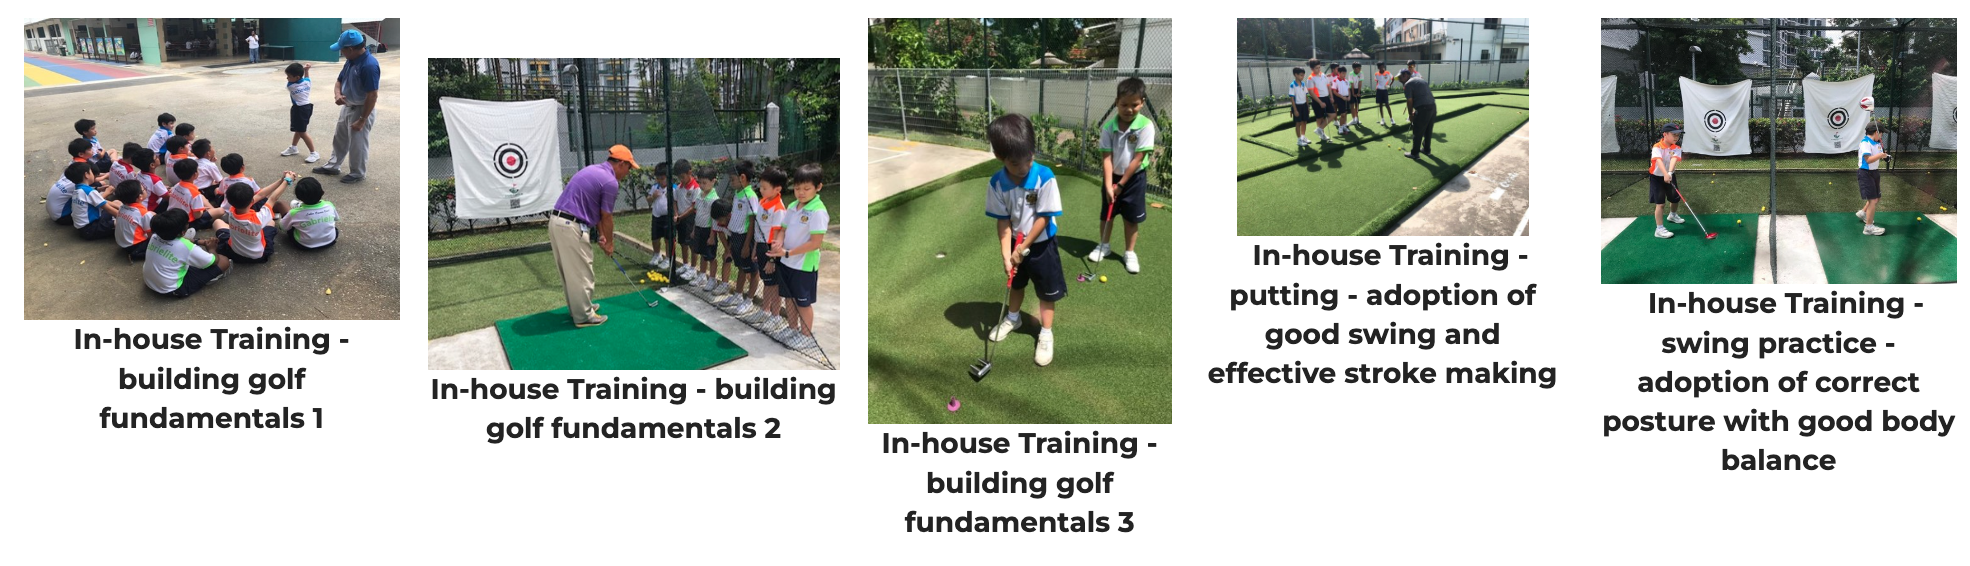 In-house Training -
building golf
fundamentals 1
In-house Training - building
golf fundamentals 2
In-house Training -
building golf
fundamentals 3
In-house Training -
putting - adoption of
good swing and
effective stroke making
In-house Training -
swing practice -
adoption of correct
posture with good body
balance